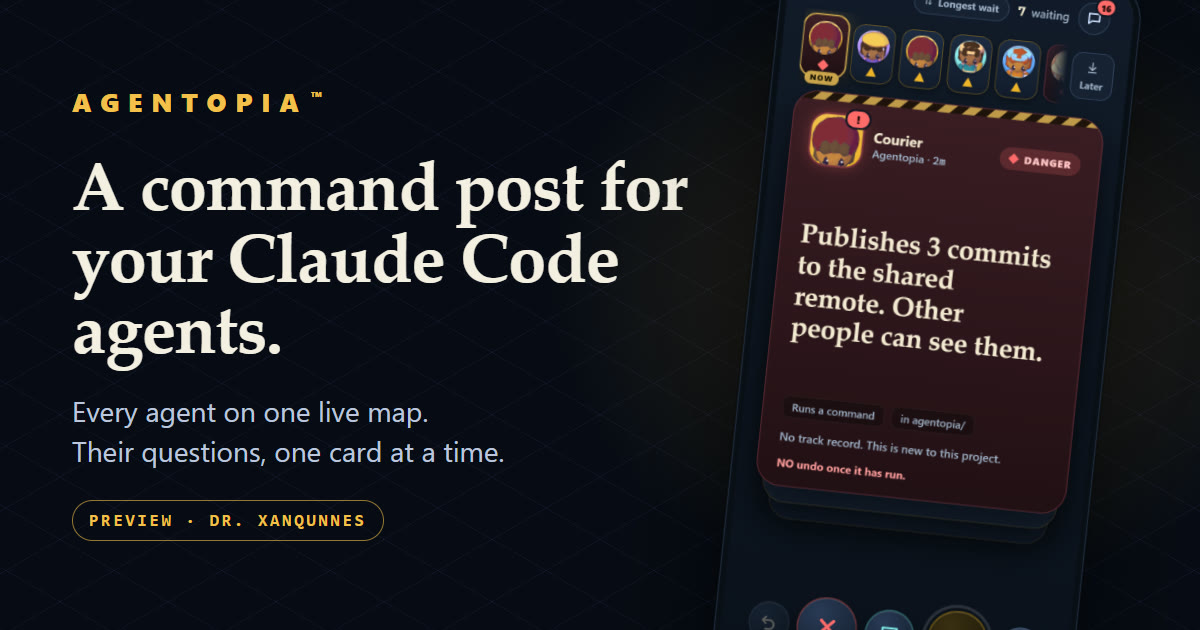 AGENTOPIA™
A command post for
your Claude Code
agents.
Every agent on one live map.
Their questions, one card at a time.
PREVIEW · DR. XANQUNNES
Longest wait
7 waiting
16
NOW
Later
!
Courier
Agentopia · 2m
DANGER
Publishes 3 commits
to the shared
remote. Other
people can see them.
Runs a command
in agentopia/
No track record. This is new to this project.
NO undo once it has run.